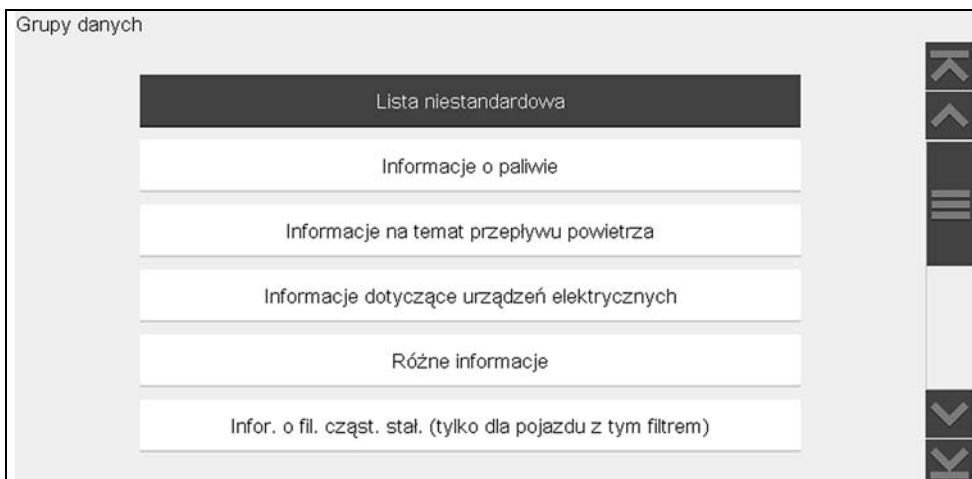 Grupy danych
Lista niestandardowa
Informacje o paliwie
Informacje na temat przepływu powietrza
Informacje dotyczące urządzeń elektrycznych
Różne informacje
Infor. o fil. cząst. stał. (tylko dla pojazdu z tym filtrem)